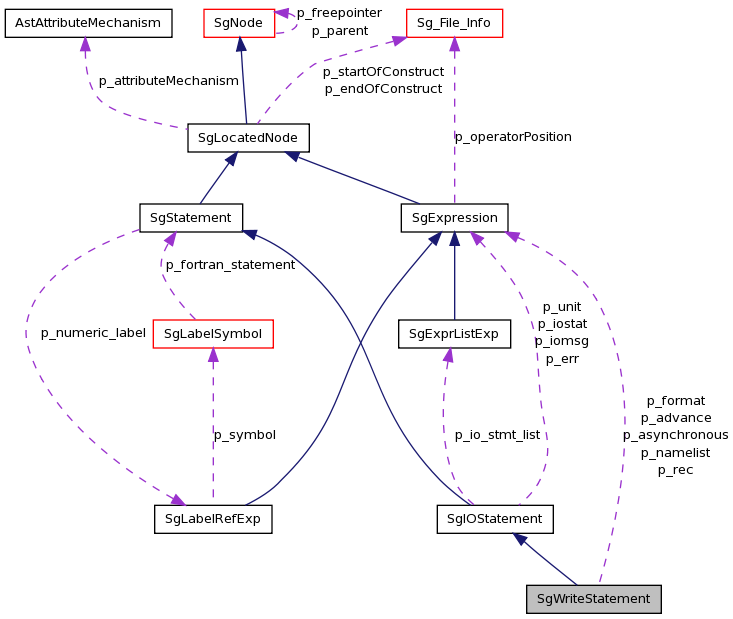 AstAttributeMechanism
SgNode
p_freepointer
p_parent
Sg_File_Info
p_attributeMechanism
p_startOfConstruct
p_endOfConstruct
SgLocatedNode
p_operatorPosition
SgStatement
SgExpression
p_fortran_statement
p_numeric_label
SgLabelSymbol
SgExprListExp
p_unit
p_iostat
p_iomsg
p_err
p_symbol
p_io_stmt_list
p_format
p_advance
p_asynchronous
p_namelist
p_rec
SgLabelRefExp
SgIOStatement
SgWriteStatement